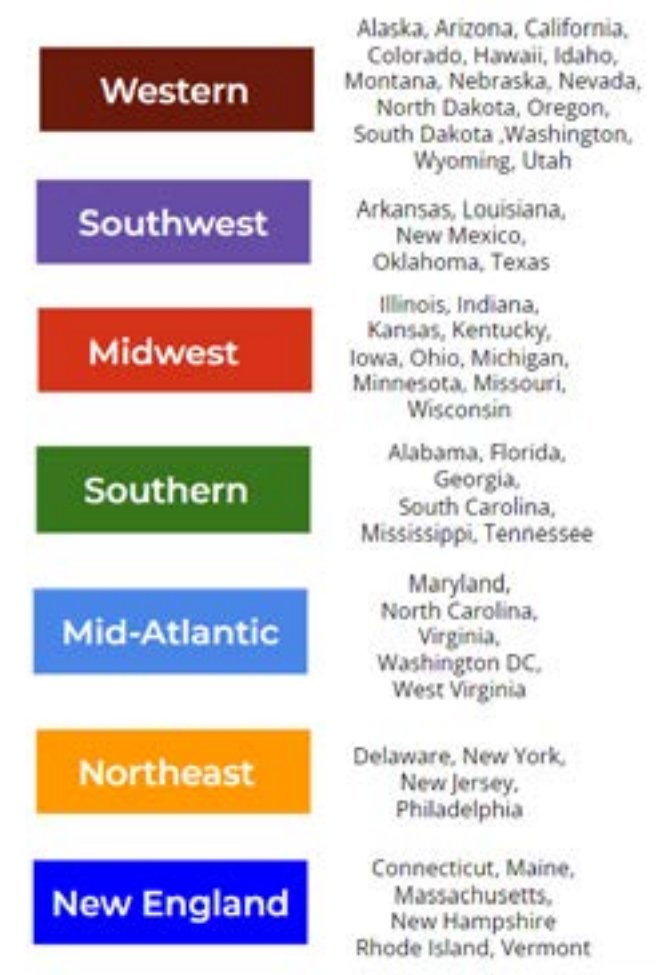 Western
Alaska, Arizona, California,
Colorado, Hawaii, Idaho,
Montana, Nebraska, Nevada,
North Dakota, Oregon,
South Dakota ,Washington,
Wyoming, Utah
Southwest
Arkansas, Louisiana,
New Mexico,
Oklahoma, Texas
Midwest
Illinois, Indiana,
Kansas, Kentucky,
Iowa, Ohio, Michigan,
Minnesota, Missouri,
Wisconsin
Southern
Alabama, Florida,
Georgia,
South Carolina,
Mississippi, Tennessee
Mid-Atlantic
Maryland,
North Carolina,
Virginia,
Washington DC,
West Virginia
Northeast
Delaware, New York,
New Jersey,
Philadelphia
New England
Connecticut, Maine,
Massachusetts,
New Hampshire
Rhode Island, Vermont